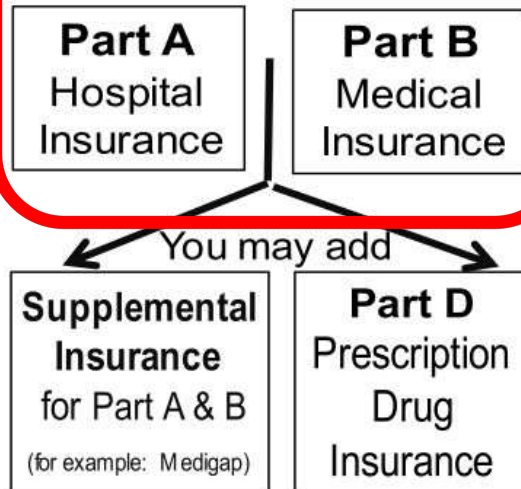 Part A
Hospital
Insurance
Part B
Medical
Insurance
You may add
Supplemental
Insurance
for Part A & B
(for example: Medigap)
Part D
Prescription
Drug
Insurance